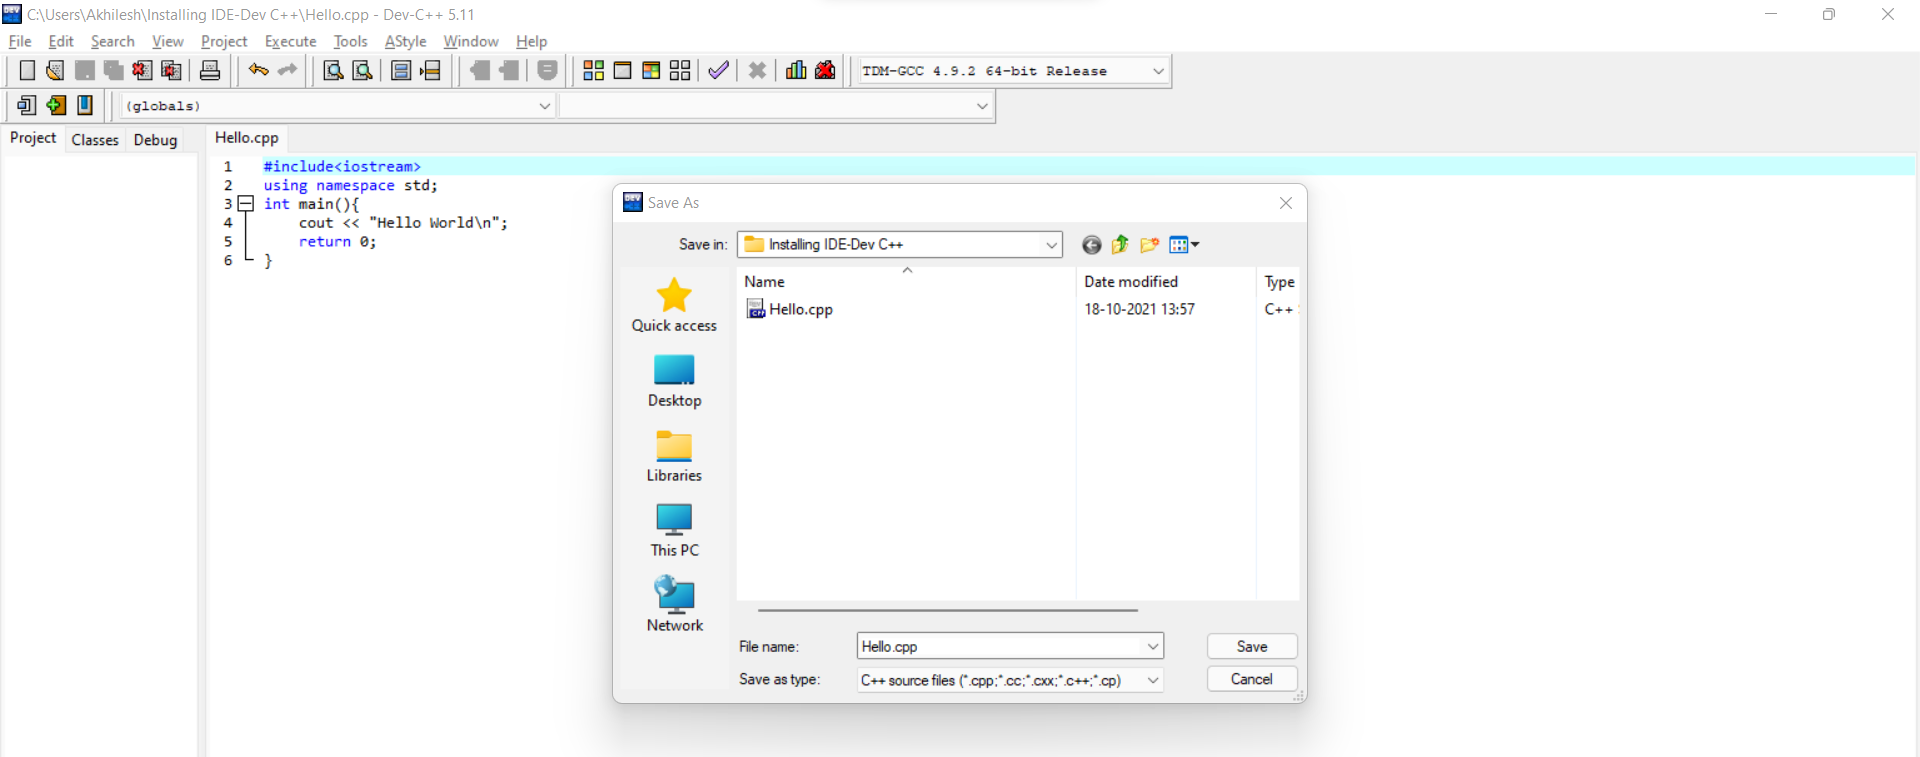 C:\Users\Akhilesh\Installing IDE-Dev C++\Hello.cpp - Dev-C++ 5.11
File Edit Search View Project Execute Tools AStyle Window Help
TDM-GCC 4.9.2 64-bit Release
(globals)
Project Classes Debug Hello.cpp
1 #include<iostream>
2 using namespace std;
3 int main(){
4 cout << "Hello World\n";
5 return 0;
6 }
Save As
Save in: Installing IDE-Dev C++
Name Date modified Type
Hello.cpp 18-10-2021 13:57 C++
Quick access
Desktop
Libraries
This PC
Network
File name: Hello.cpp Save
Save as type: C++ source files (*.cpp;*.cc;*.cxx;*.c++;*.cp) Cancel